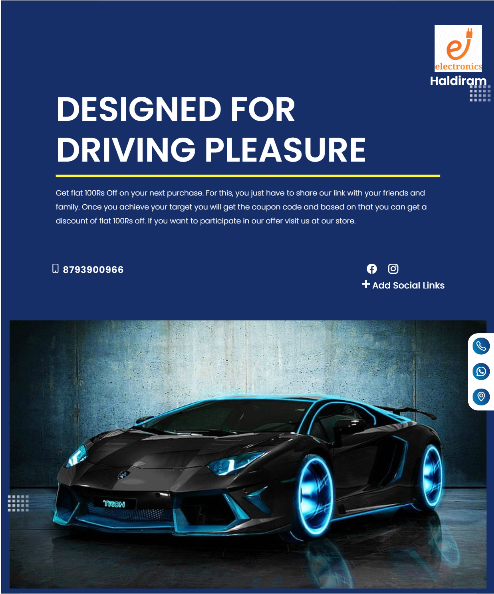 electronics
Haldiram
DESIGNED FOR
DRIVING PLEASURE
Get flat 100Rs Off on your next purchase. For this, you just have to share our link with your friends and
family. Once you achieve your target you will get the coupon code and based on that you can get a
discount of flat 100Rs off. If you want to participate in our offer visit us at our store.
8793900966
+ Add Social Links
TRON